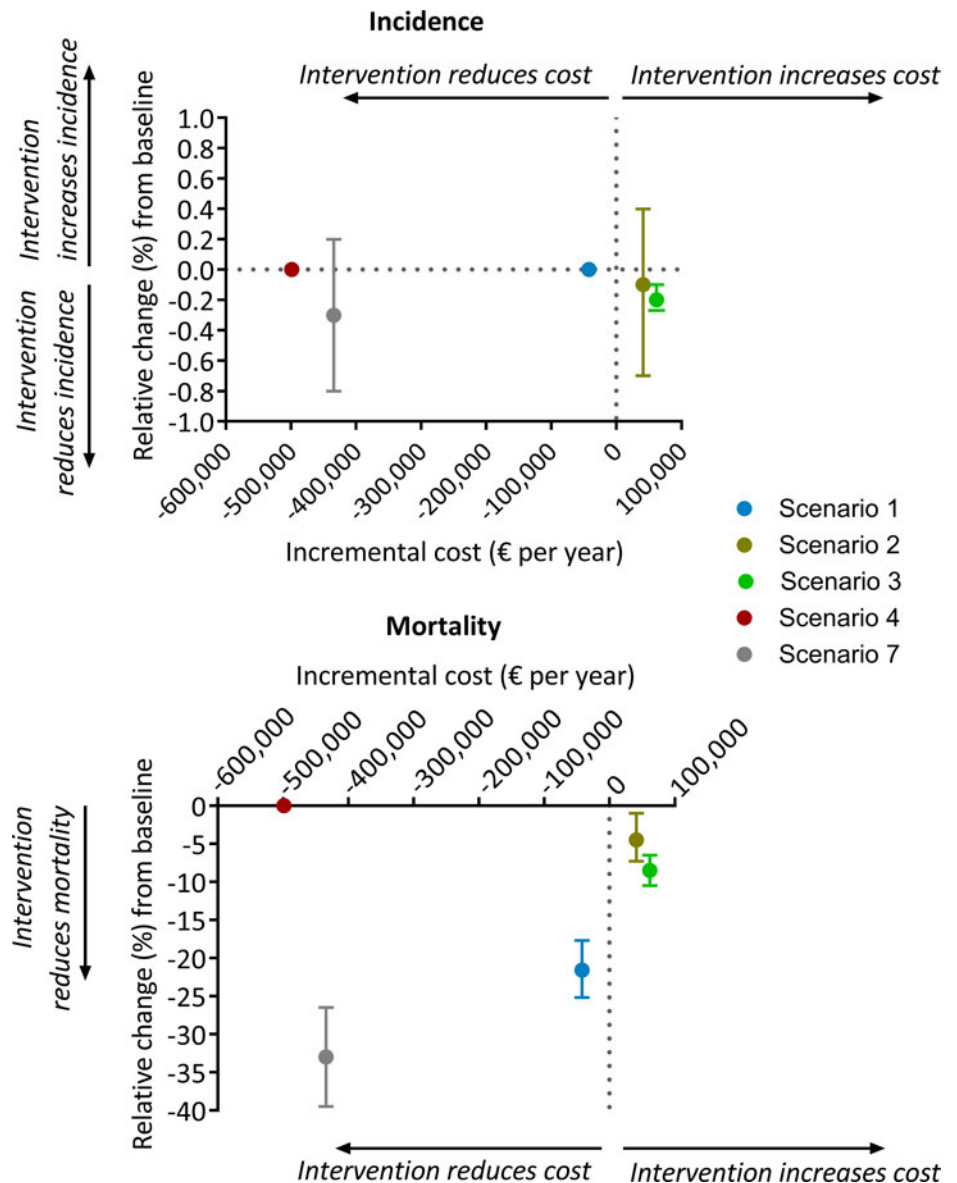 Incidence
Intervention reduces cost
Intervention increases cost
Intervention
increases incidence
Intervention
reduces incidence
Relative change (%) from baseline
1.0
0.8
0.6
0.4
0.2
0.0
-0.2
-0.4
-0.6
-0.8
-1.0
-600,000
-500,000
-400,000
-300,000
-200,000
-100,000
0
100,000
Incremental cost (€ per year)
Scenario 1
Scenario 2
Scenario 3
Scenario 4
Scenario 7
Mortality
Incremental cost (€ per year)
-600,000
-500,000
-400,000
-300,000
-200,000
-100,000
0
100,000
Intervention
reduces mortality
Relative change (%) from baseline
0
-5
-10
-15
-20
-25
-30
-35
-40
Intervention reduces cost
Intervention increases cost